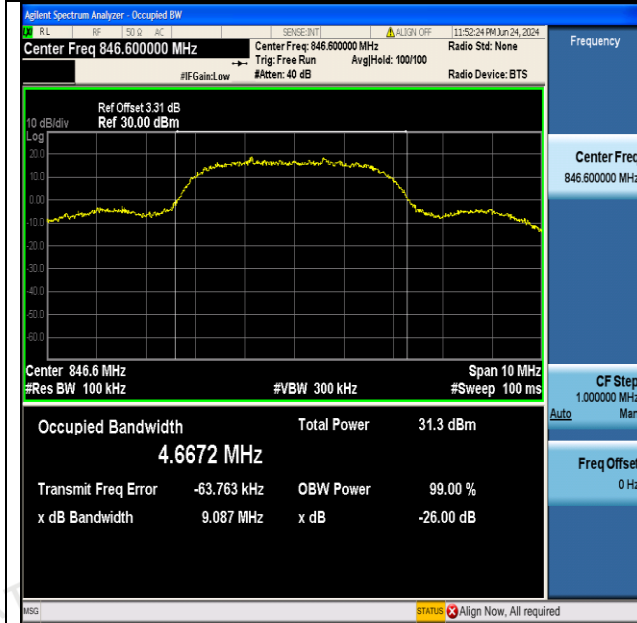 Agilent Spectrum Analyzer - Occupied BW
LXI RL RF 50 Ω AC SENSE:INT ALIGN OFF 11:52:24 PM Jun 24, 2024
Center Freq 846.600000 MHz Center Freq: 846.600000 MHz Radio Std: None Frequency
Trig: Free Run Avg|Hold: 100/100
#IFGain:Low #Atten: 40 dB Radio Device: BTS
Ref Offset 3.31 dB
10 dB/div Ref 30.00 dBm
Log
20.0
10.0
0.00
-10.0
-20.0
-30.0
-40.0
-50.0
-60.0
Center Freq
846.600000 MHz
Center 846.6 MHz Span 10 MHz
#Res BW 100 kHz #VBW 300 kHz #Sweep 100 ms
CF Step
1.000000 MHz
Auto Man
Occupied Bandwidth Total Power 31.3 dBm
4.6672 MHz
Freq Offset
0 Hz
Transmit Freq Error -63.763 kHz OBW Power 99.00 %
x dB Bandwidth 9.087 MHz x dB -26.00 dB
MSG STATUS Align Now, All required